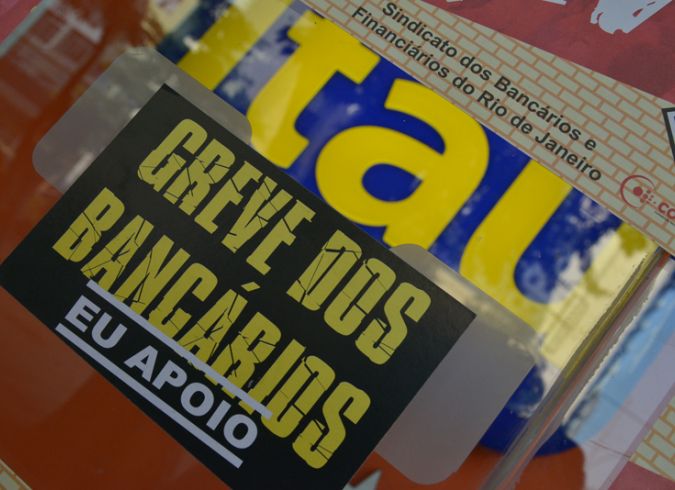 Sindicato dos Bancários e
Financiários do Rio de Janeiro
Itaú
GREVE DOS
BANCÁRIOS
EU APOIO